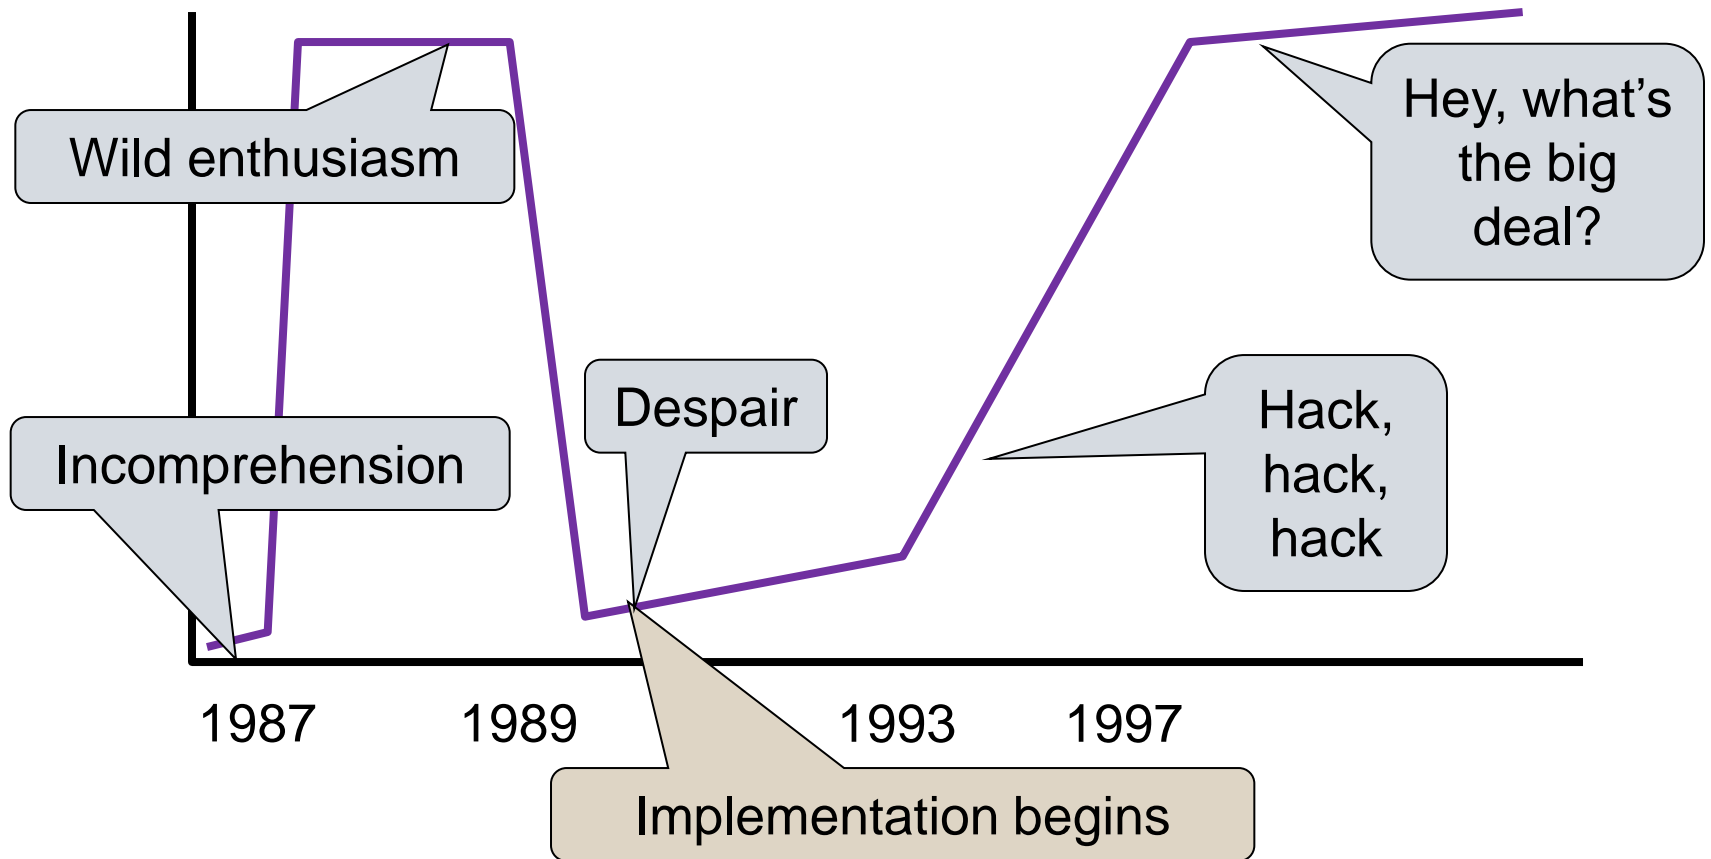 Wild enthusiasm
Hey, what’s
the big
deal?
Despair
Incomprehension
Hack,
hack,
hack
1987
1989
1993
1997
Implementation begins